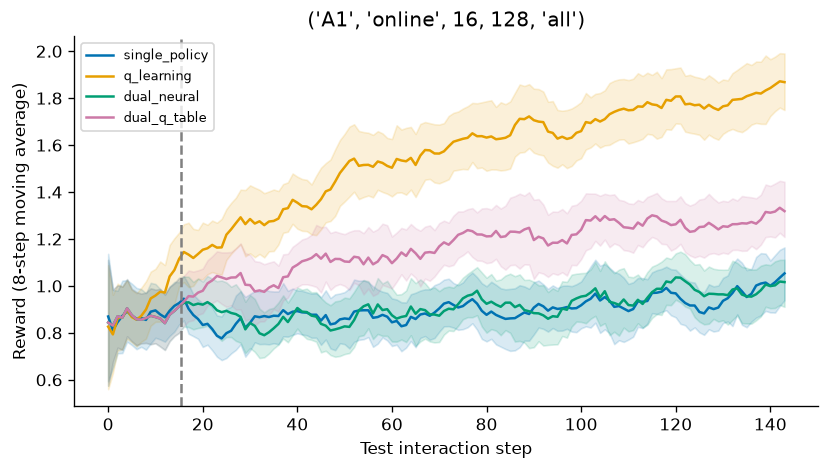 ('A1', 'online', 16, 128, 'all')
single_policy
q_learning
dual_neural
dual_q_table
Reward (8-step moving average)
2.0
1.8
1.6
1.4
1.2
1.0
0.8
0.6
0 20 40 60 80 100 120 140
Test interaction step